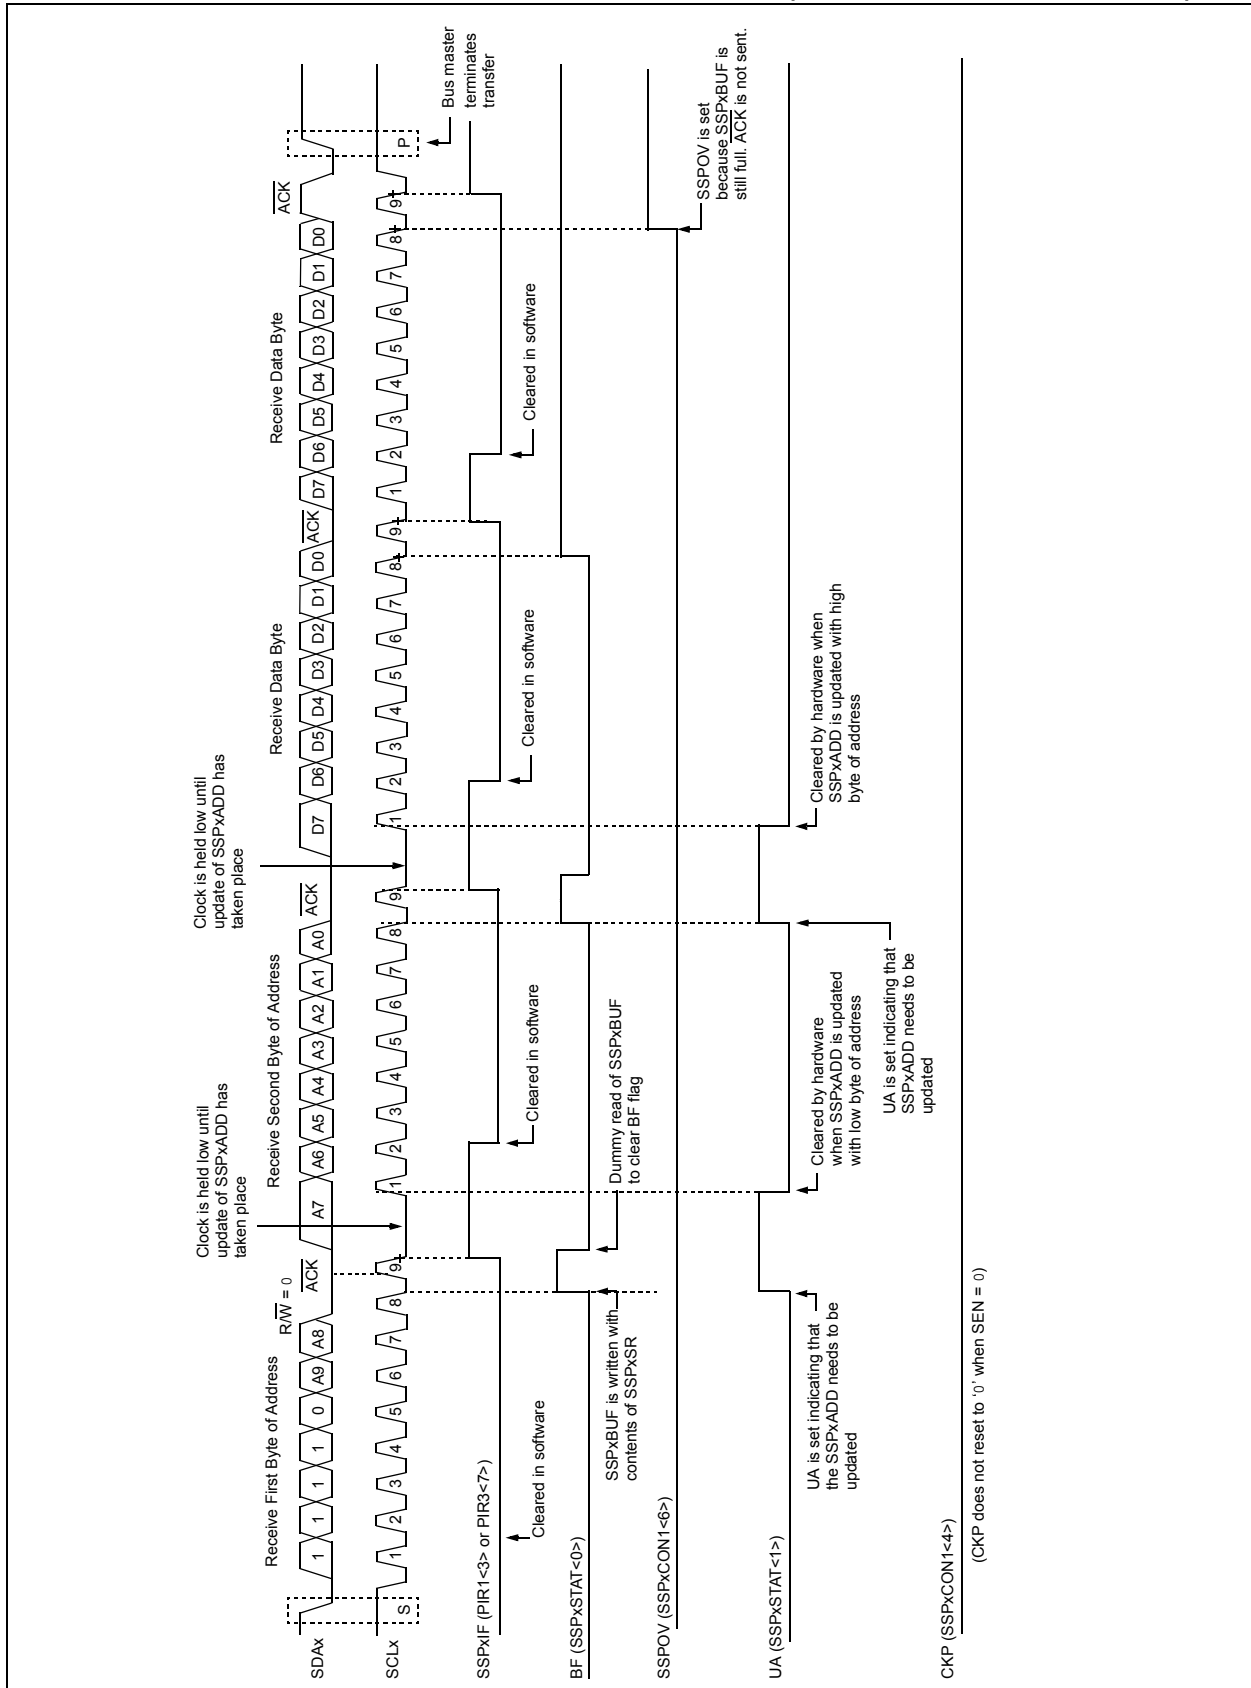 Receive First Byte of Address
R/W = 0
ACK
Clock is held low until
update of SSPxADD has
taken place
Receive Second Byte of Address
ACK
Clock is held low until
update of SSPxADD has
taken place
Receive Data Byte
ACK
Receive Data Byte
ACK
SDAx
S
1 1 1 1 0 A9 A8
A7 A6 A5 A4 A3 A2 A1 A0
D7 D6 D5 D4 D3 D2 D1 D0
D7 D6 D5 D4 D3 D2 D1 D0
P
SCLx
1 2 3 4 5 6 7 8 9
1 2 3 4 5 6 7 8 9
1 2 3 4 5 6 7 8 9
1 2 3 4 5 6 7 8 9
Bus master
terminates
transfer
SSPxIF (PIR1<3> or PIR3<7>)
Cleared in software
Cleared in software
Cleared in software
Cleared in software
BF (SSPxSTAT<0>)
SSPxBUF is written with
contents of SSPxSR
Dummy read of SSPxBUF
to clear BF flag
SSPOV (SSPxCON1<6>)
SSPOV is set
because SSPxBUF is
still full. ACK is not sent.
UA (SSPxSTAT<1>)
UA is set indicating that
the SSPxADD needs to be
updated
Cleared by hardware
when SSPxADD is updated
with low byte of address
UA is set indicating that
SSPxADD needs to be
updated
Cleared by hardware when
SSPxADD is updated with high
byte of address
CKP (SSPxCON1<4>)
(CKP does not reset to ‘0’ when SEN = 0)